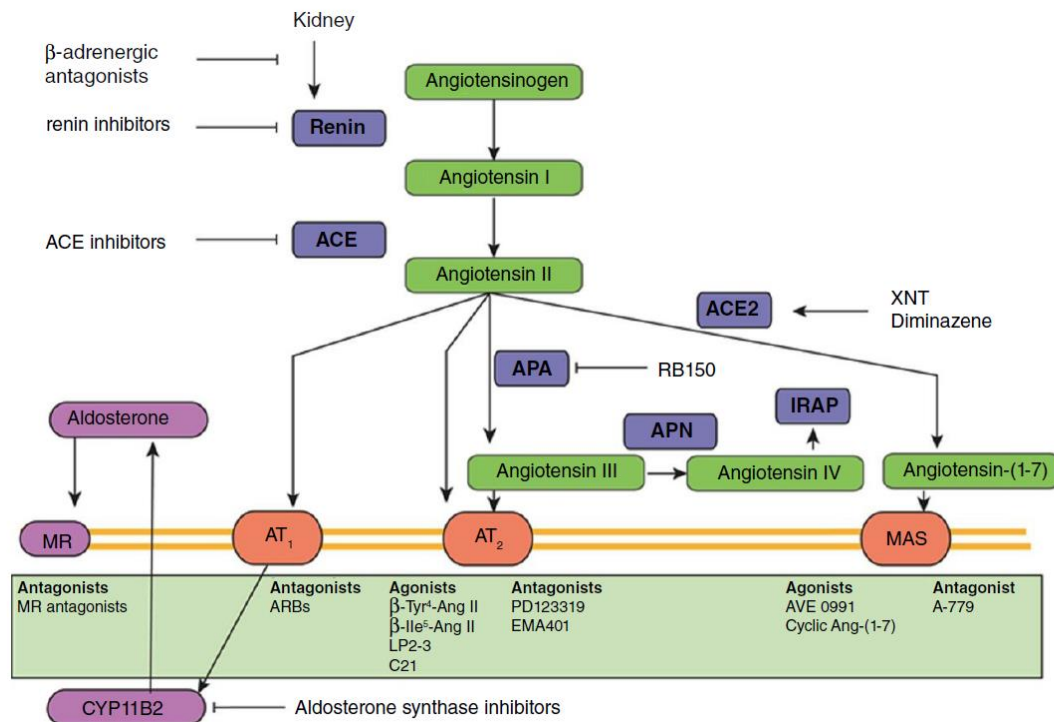 Kidney
β-adrenergic
antagonists
Angiotensinogen
renin inhibitors
Renin
Angiotensin I
ACE inhibitors
ACE
Angiotensin II
ACE2
XNT
Diminazene
APA
RB150
Aldosterone
IRAP
APN
Angiotensin III
Angiotensin IV
Angiotensin-(1-7)
MR
AT₁
AT₂
MAS
Antagonists
MR antagonists
Antagonists
ARBs
Agonists
β-Tyr⁴-Ang II
β-Ile⁵-Ang II
LP2-3
C21
Antagonists
PD123319
EMA401
Agonists
AVE 0991
Cyclic Ang-(1-7)
Antagonist
A-779
CYP11B2
Aldosterone synthase inhibitors